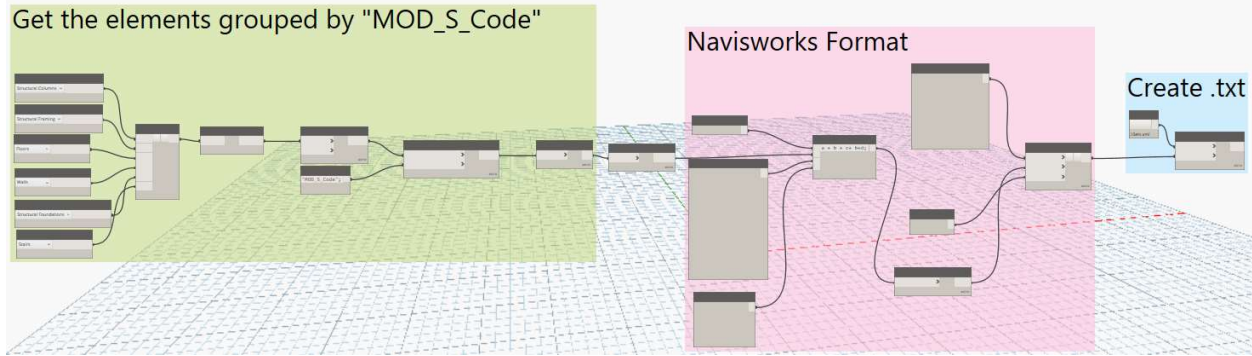 Get the elements grouped by "MOD_S_Code"
Navisworks Format
Create .txt
Structural Columns
Structural Framing
Floors
Walls
Structural Foundations
Stairs
"MOD_S_Code";